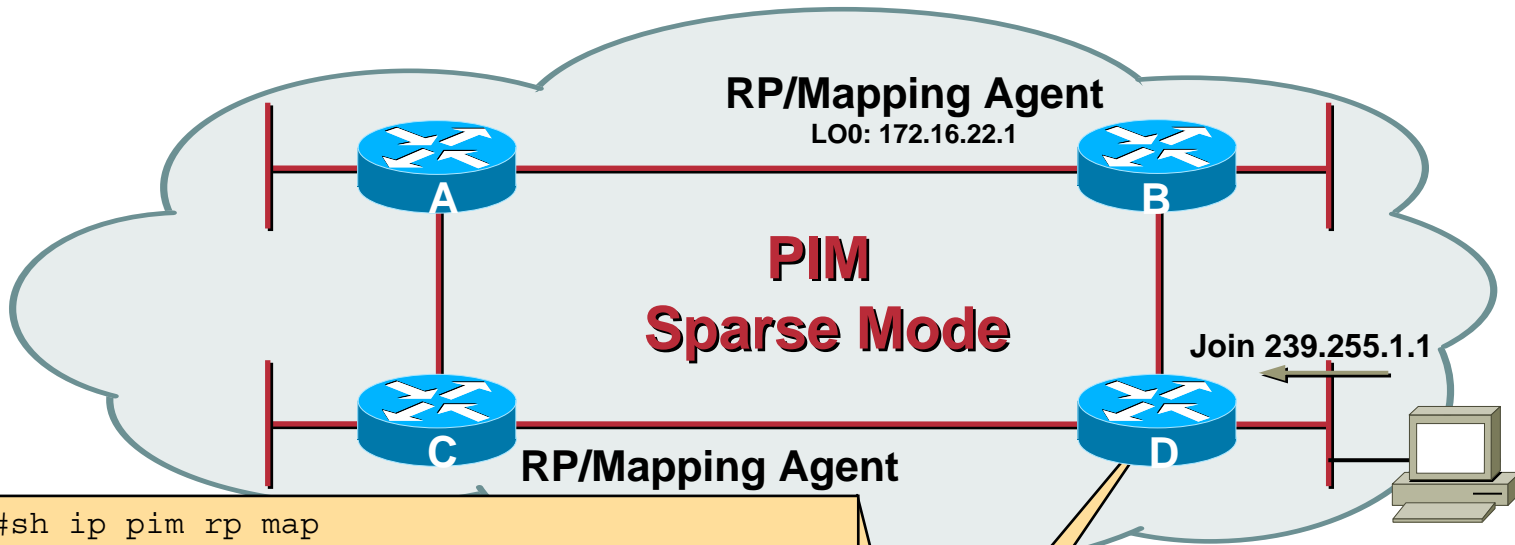 RP/Mapping Agent
LO0: 172.16.22.1
A
B
PIM
Sparse Mode
Join 239.255.1.1
C
D
RP/Mapping Agent
#sh ip pim rp map